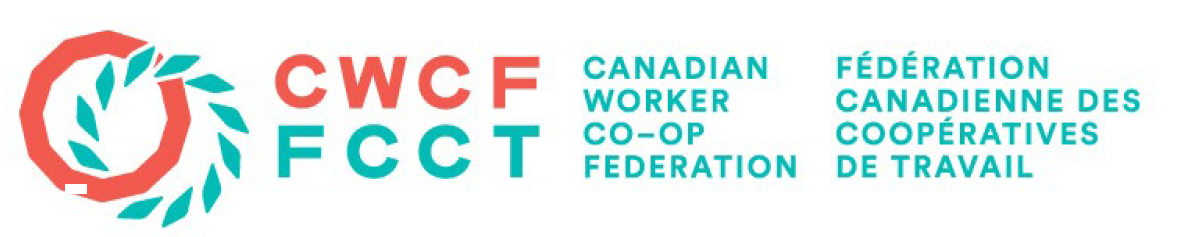 CWCF
FCCT
CANADIAN
WORKER
CO–OP
FEDERATION
FÉDÉRATION
CANADIENNE DES
COOPÉRATIVES
DE TRAVAIL